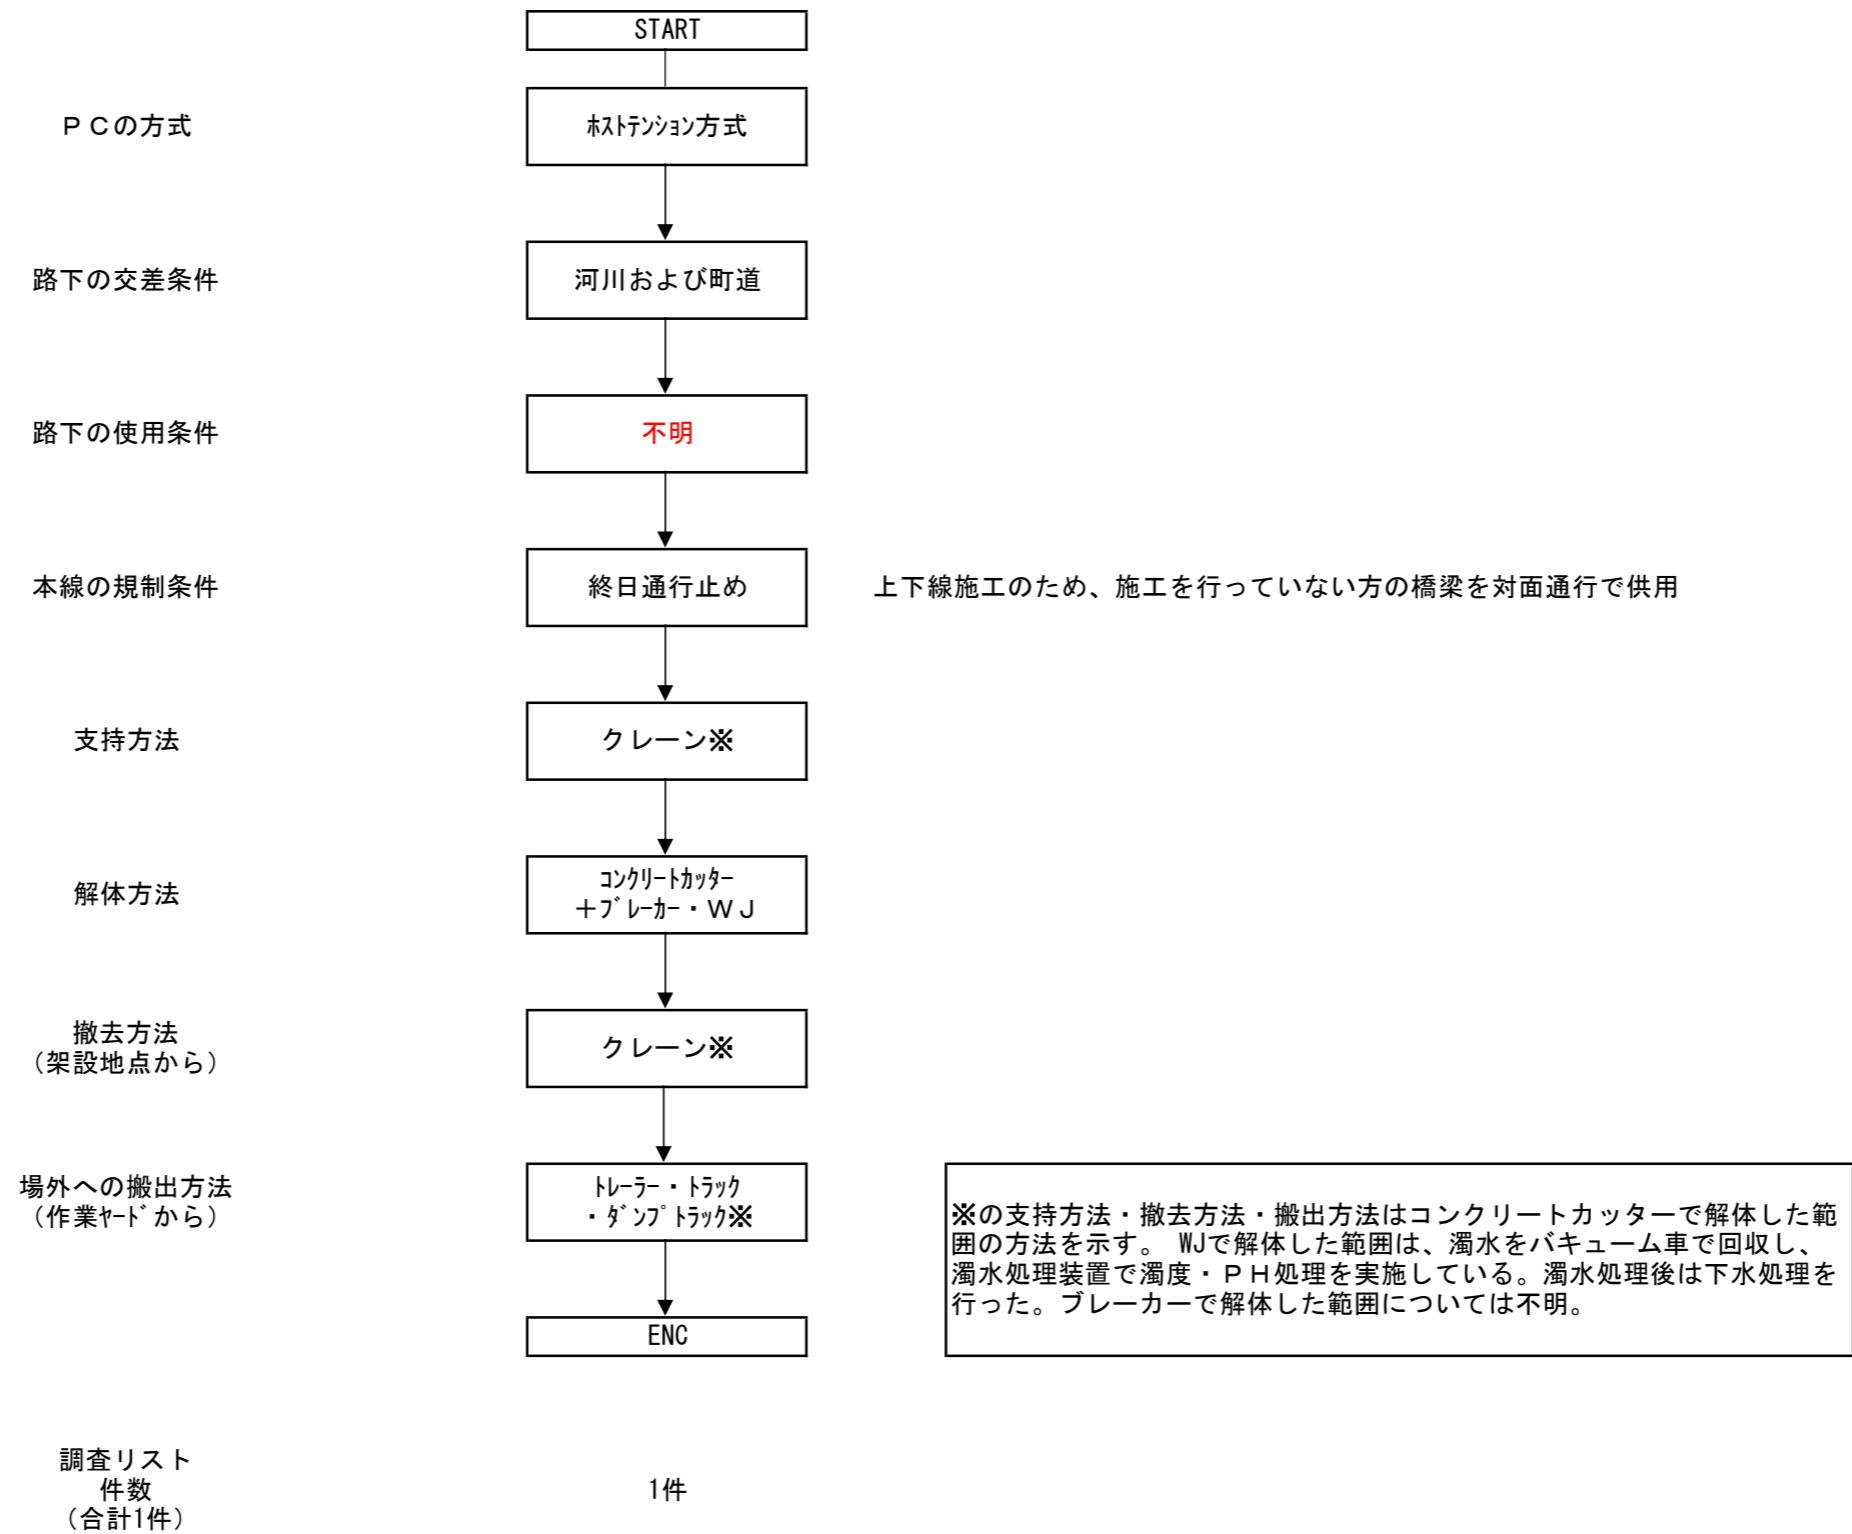 START
ＰＣの方式
ﾎｽﾄﾃﾝｼｮﾝ方式
路下の交差条件
河川および町道
路下の使用条件
不明
本線の規制条件
終日通行止め
上下線施工のため、施工を行っていない方の橋梁を対面通行で供用
支持方法
クレーン※
解体方法
ｺﾝｸﾘｰﾄｶｯﾀｰ
＋ﾌﾞﾚｰｶｰ・ＷＪ
撤去方法
（架設地点から）
クレーン※
場外への搬出方法
（作業ﾔｰﾄﾞから）
ﾄﾚｰﾗｰ・ﾄﾗｯｸ
・ﾀﾞﾝﾌﾟﾄﾗｯｸ※
※の支持方法・撤去方法・搬出方法はコンクリートカッターで解体した範
囲の方法を示す。 WJで解体した範囲は、濁水をバキューム車で回収し、
濁水処理装置で濁度・ＰＨ処理を実施している。濁水処理後は下水処理を
行った。ブレーカーで解体した範囲については不明。
ENC
調査リスト
件数
（合計1件）
1件